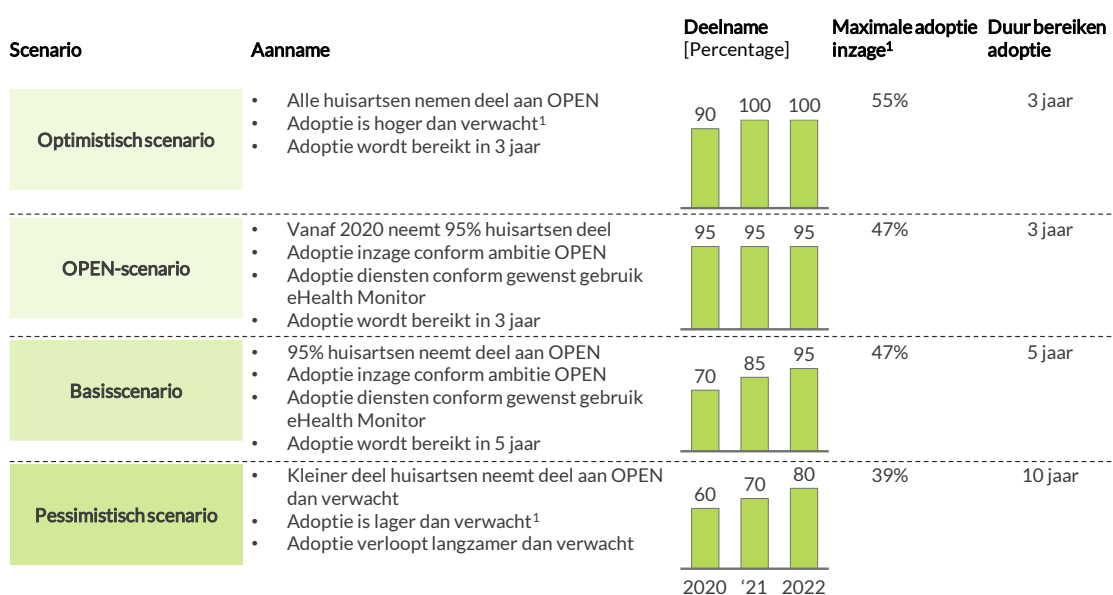 Scenario
Aanname
Deelname
[Percentage]
Maximale adoptie
inzage¹
Duur bereiken
adoptie
Optimistisch scenario
• Alle huisartsen nemen deel aan OPEN
• Adoptie is hoger dan verwacht¹
• Adoptie wordt bereikt in 3 jaar
90 100 100
55%
3 jaar
OPEN-scenario
• Vanaf 2020 neemt 95% huisartsen deel
• Adoptie inzage conform ambitie OPEN
• Adoptie diensten conform gewenst gebruik
eHealth Monitor
• Adoptie wordt bereikt in 3 jaar
95 95 95
47%
3 jaar
Basisscenario
• 95% huisartsen neemt deel aan OPEN
• Adoptie inzage conform ambitie OPEN
• Adoptie diensten conform gewenst gebruik
eHealth Monitor
• Adoptie wordt bereikt in 5 jaar
70 85 95
47%
5 jaar
Pessimistisch scenario
• Kleiner deel huisartsen neemt deel aan OPEN
dan verwacht
• Adoptie is lager dan verwacht¹
• Adoptie verloopt langzamer dan verwacht
60 70 80
39%
10 jaar
2020 ‘21 2022